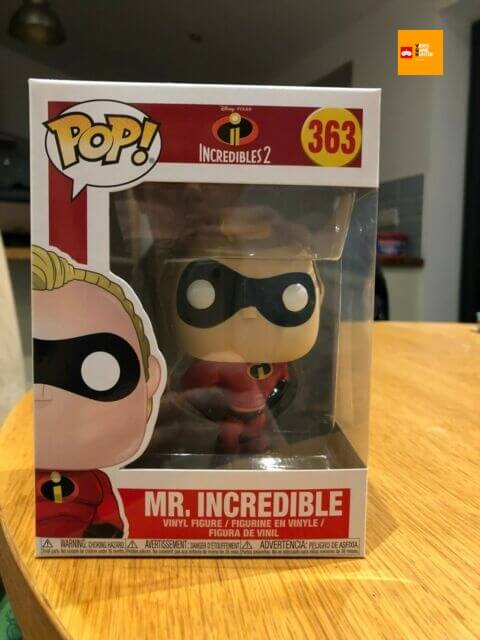 POP!
Disney PIXAR
INCREDIBLES 2
363
MR. INCREDIBLE
VINYL FIGURE / FIGURINE EN VINYLE /
FIGURA DE VINIL
WARNING: CHOKING HAZARD AVERTISSEMENT: DANGER D'ÉTOUFFEMENT ADVERTENCIA: PELIGRO DE ASFIXIA